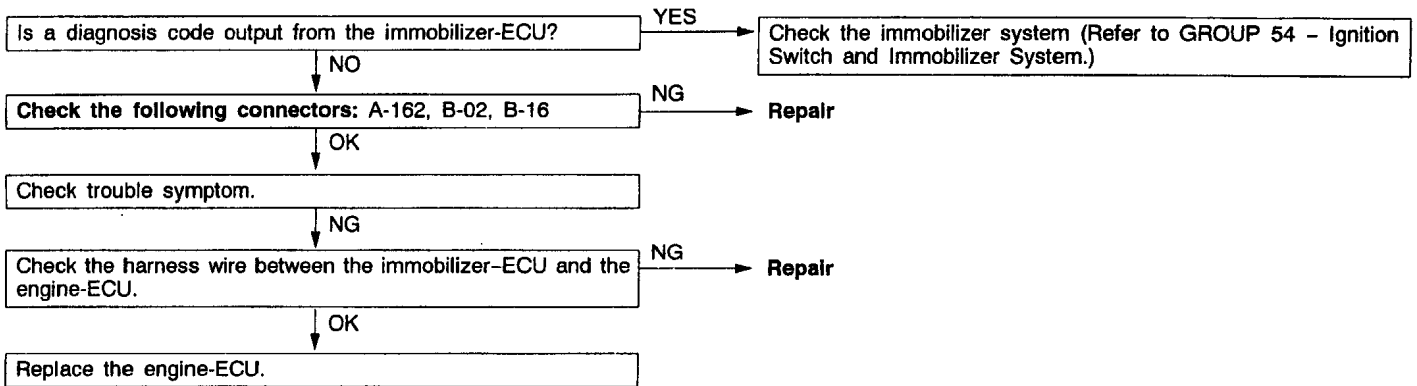 Is a diagnosis code output from the immobilizer-ECU?
YES
Check the immobilizer system (Refer to GROUP 54 – Ignition
Switch and Immobilizer System.)
NO
Check the following connectors: A-162, B-02, B-16
NG
Repair
OK
Check trouble symptom.
NG
Check the harness wire between the immobilizer–ECU and the
engine-ECU.
NG
Repair
OK
Replace the engine-ECU.